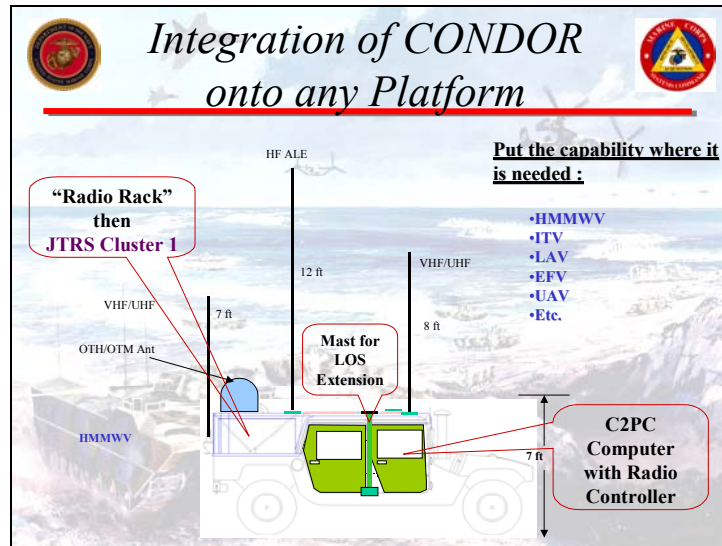 Integration of CONDOR
onto any Platform
Put the capability where it
is needed :
•HMMWV
•ITV
•LAV
•EFV
•UAV
•Etc.
HF ALE
“Radio Rack”
then
JTRS Cluster 1
12 ft
VHF/UHF
VHF/UHF
7 ft
8 ft
OTH/OTM Ant
Mast for
LOS
Extension
HMMWV
7 ft
C2PC
Computer
with Radio
Controller